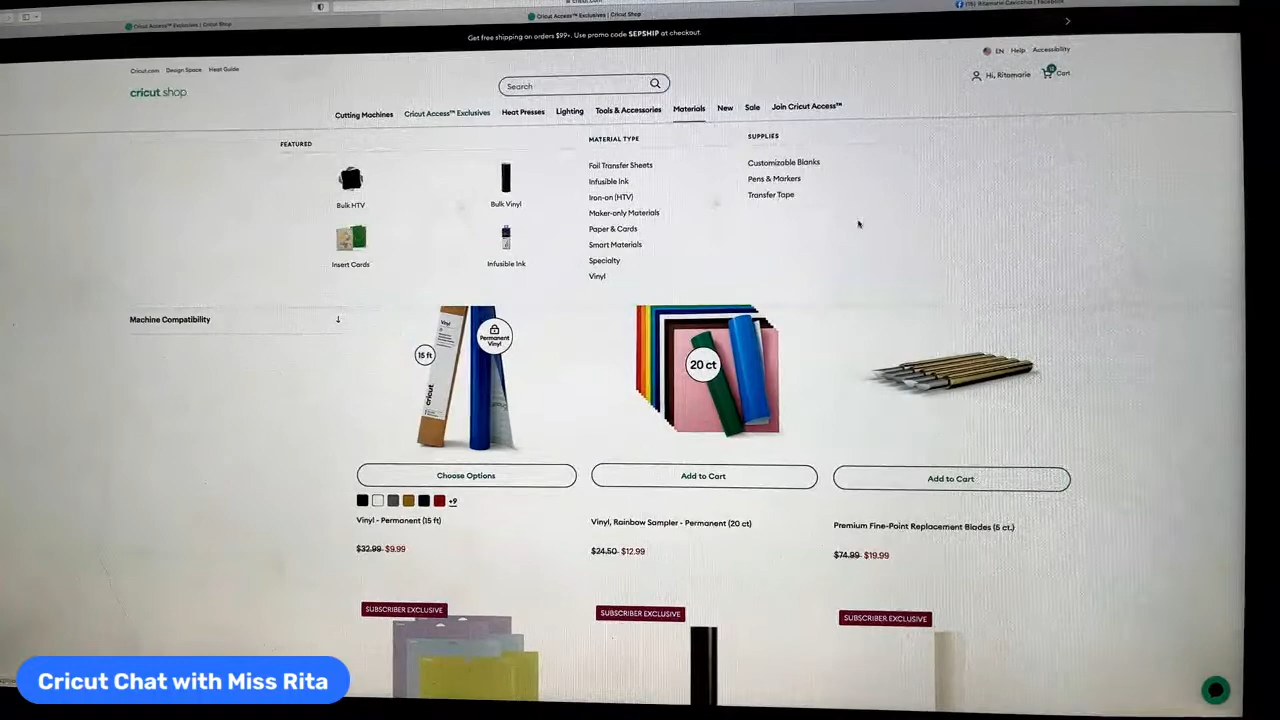 Cricut Access™ Exclusives | Cricut Shop
Cricut Access™ Exclusives | Cricut Shop
Get free shipping on orders $99+. Use promo code SEPSHIP at checkout.
Cricut.com Design Space Heat Guide
EN Help Accessibility
cricut shop
Search
Hi, Ritamarie
Cart
Cutting Machines Cricut Access™ Exclusives Heat Presses Lighting Tools & Accessories Materials New Sale Join Cricut Access™
FEATURED
MATERIAL TYPE
SUPPLIES
Bulk HTV
Bulk Vinyl
Insert Cards
Infusible Ink
Foil Transfer Sheets
Infusible Ink
Iron-on (HTV)
Maker-only Materials
Paper & Cards
Smart Materials
Specialty
Vinyl
Customizable Blanks
Pens & Markers
Transfer Tape
Machine Compatibility
15 ft
Vinyl
cricut
Permanent
Vinyl
20 ct
Choose Options
Add to Cart
Add to Cart
+9
Vinyl - Permanent (15 ft)
Vinyl, Rainbow Sampler - Permanent (20 ct)
Premium Fine-Point Replacement Blades (5 ct.)
$32.99 $9.99
$24.50 $12.99
$74.99 $19.99
SUBSCRIBER EXCLUSIVE
SUBSCRIBER EXCLUSIVE
SUBSCRIBER EXCLUSIVE
Cricut Chat with Miss Rita